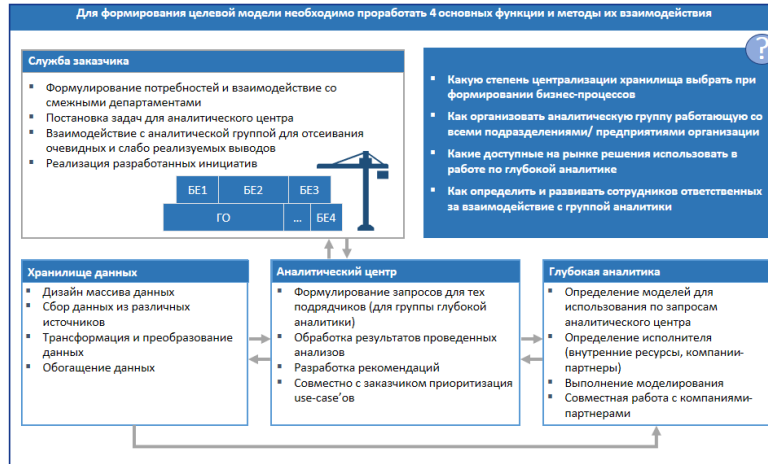 Для формирования целевой модели необходимо проработать 4 основных функции и методы их взаимодействия
Служба заказчика
▪ Формулирование потребностей и взаимодействие со
смежными департаментами
▪ Постановка задач для аналитического центра
▪ Взаимодействие с аналитической группой для отсеивания
очевидных и слабо реализуемых выводов
▪ Реализация разработанных инициатив
БЕ1 БЕ2 БЕ3
ГО ... БЕ4
?
▪ Какую степень централизации хранилища выбрать при
формировании бизнес-процессов
▪ Как организовать аналитическую группу работающую со
всеми подразделениями/ предприятиями организации
▪ Какие доступные на рынке решения использовать в
работе по глубокой аналитике
▪ Как определить и развивать сотрудников ответственных
за взаимодействие с группой аналитики
Хранилище данных
▪ Дизайн массива данных
▪ Сбор данных из различных
источников
▪ Трансформация и преобразование
данных
▪ Обогащение данных
Аналитический центр
▪ Формулирование запросов для тех
подрядчиков (для группы глубокой
аналитики)
▪ Обработка результатов проведенных
анализов
▪ Разработка рекомендаций
▪ Совместно с заказчиком приоритизация
use-case’ов
Глубокая аналитика
▪ Определение моделей для
использования по запросам
аналитического центра
▪ Определение исполнителя
(внутренние ресурсы, компании-
партнеры)
▪ Выполнение моделирования
▪ Совместная работа с компаниями-
партнерами